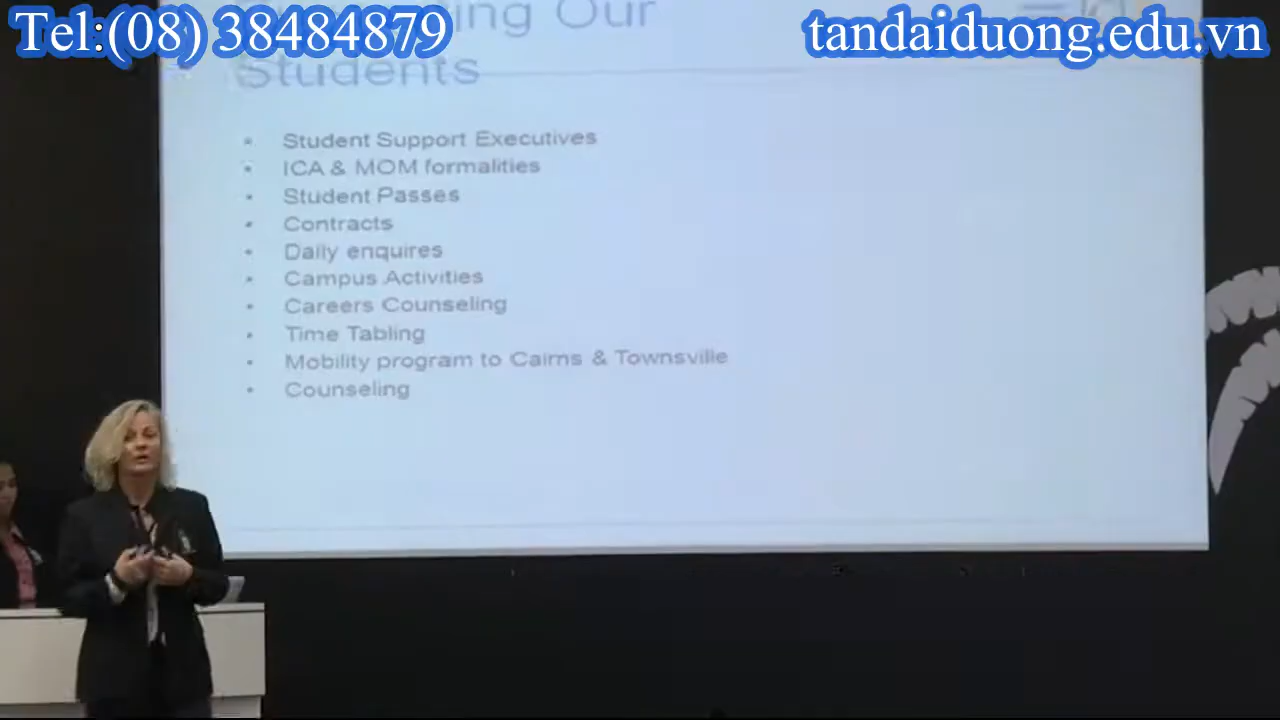 Tel:(08) 38484879
tandaiduong.edu.vn
Our
Students
Student Support Executives
ICA & MOM formalities
Student Passes
Contracts
Daily enquires
Campus Activities
Careers Counseling
Time Tabling
Mobility program to Cairns & Townsville
Counseling